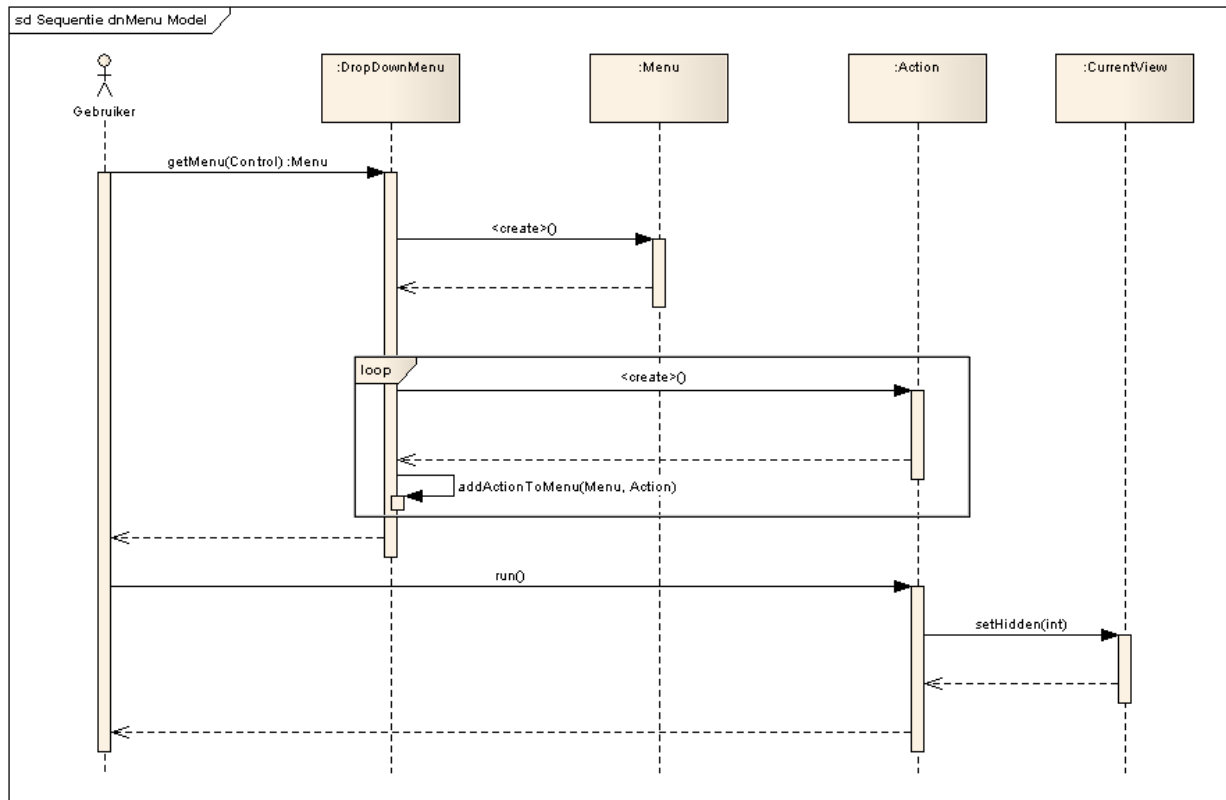 sd Sequentie dnMenu Model
Gebruiker
:DropDownMenu
:Menu
:Action
:CurrentView
getMenu(Control) :Menu
<create>()
loop
<create>()
addActionToMenu(Menu, Action)
run()
setHidden(int)